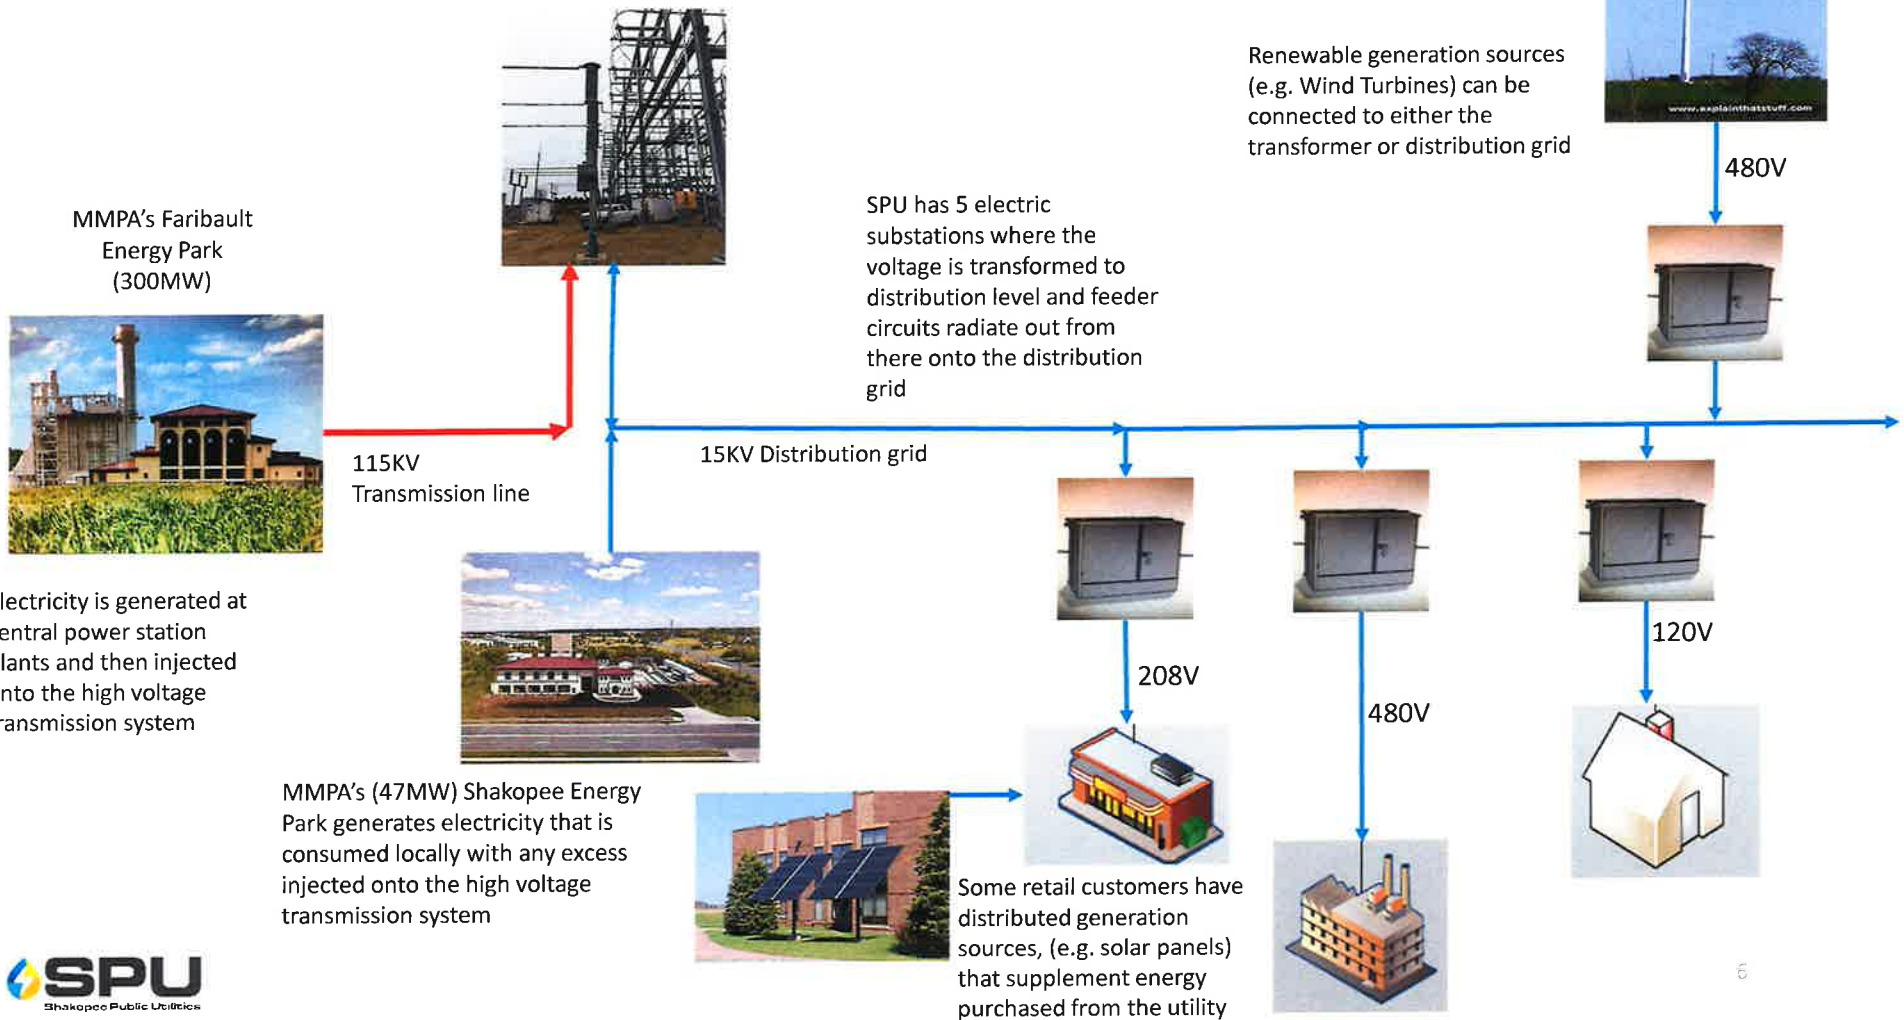 MMPA's Faribault
Energy Park
(300MW)
115KV
Transmission line
lectricity is generated at
entral power station
lants and then injected
nto the high voltage
ransmission system
MMPA's (47MW) Shakopee Energy
Park generates electricity that is
consumed locally with any excess
injected onto the high voltage
transmission system
SPU has 5 electric
substations where the
voltage is transformed to
distribution level and feeder
circuits radiate out from
there onto the distribution
grid
15KV Distribution grid
Renewable generation sources
(e.g. Wind Turbines) can be
connected to either the
transformer or distribution grid
www.explainthatstuff.com
480V
208V
480V
120V
Some retail customers have
distributed generation
sources, (e.g. solar panels)
that supplement energy
purchased from the utility
SPU
Shakopee Public Utilities
6